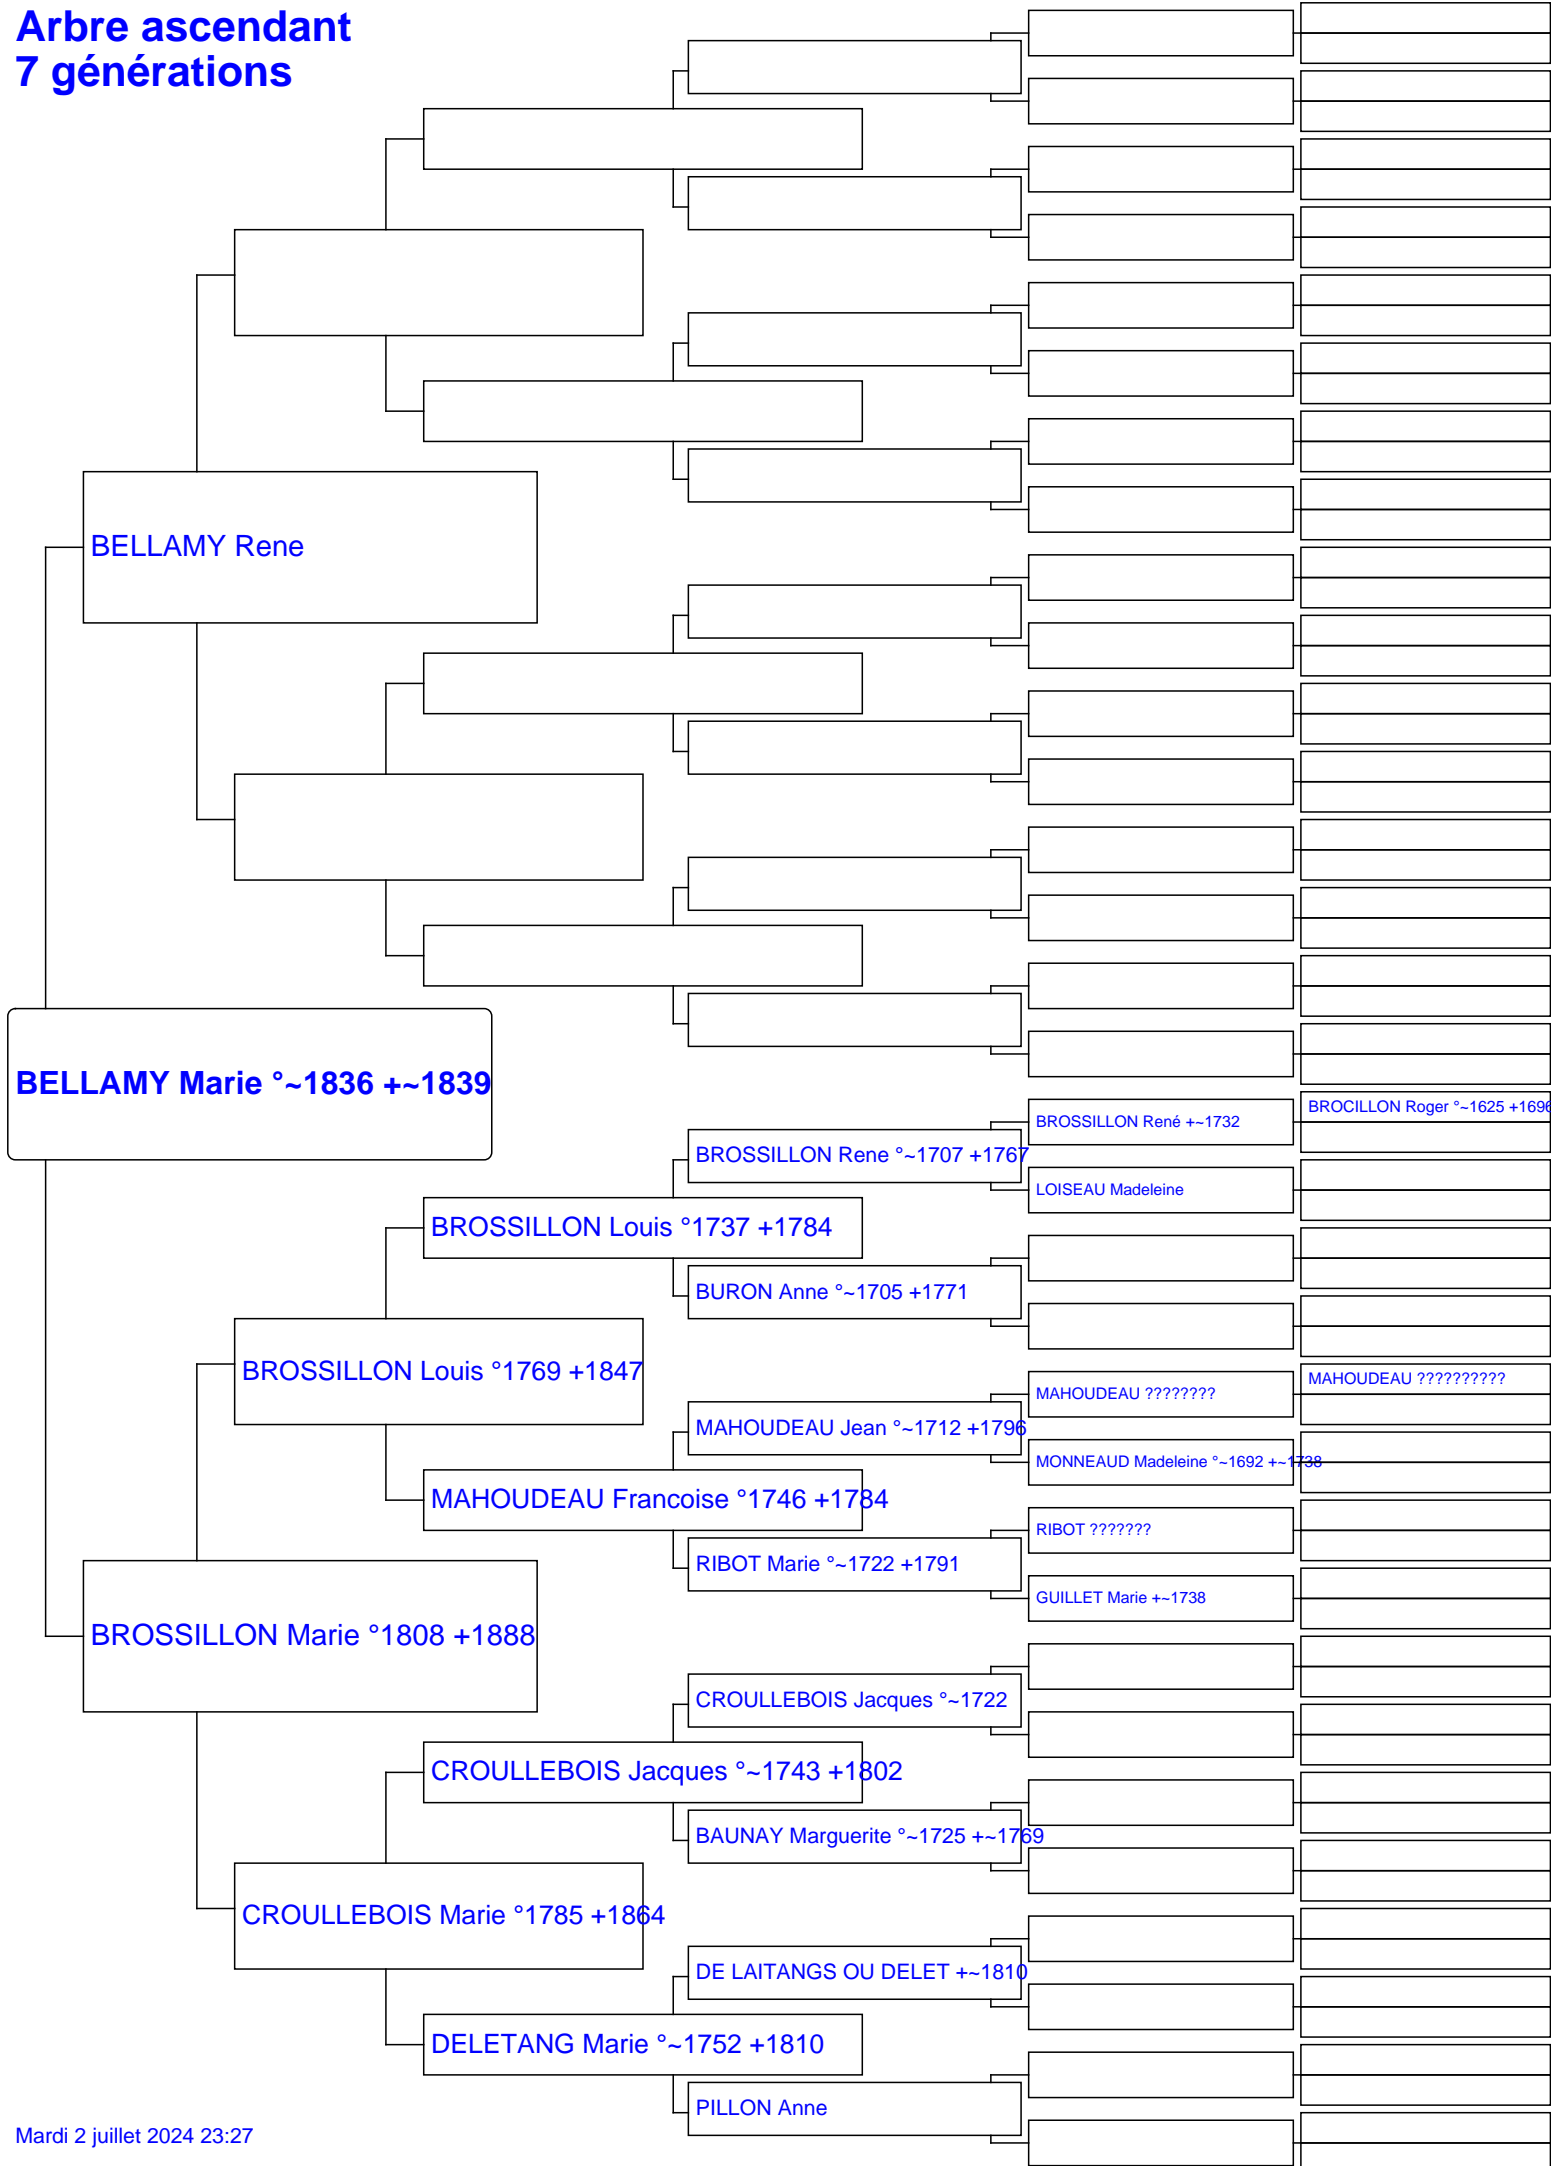 Arbre ascendant
7 générations
BELLAMY Rene
BELLAMY Marie °~1836 +~1839
BROCILLON Roger °~1625 +1696
BROSSILLON René +~1732
BROSSILLON Rene °~1707 +1767
LOISEAU Madeleine
BROSSILLON Louis °1737 +1784
BURON Anne °~1705 +1771
BROSSILLON Louis °1769 +1847
MAHOUDEAU ??????????
MAHOUDEAU ????????
MAHOUDEAU Jean °~1712 +1796
MONNEAUD Madeleine °~1692 +~1738
MAHOUDEAU Francoise °1746 +1784
RIBOT ???????
RIBOT Marie °~1722 +1791
GUILLET Marie +~1738
BROSSILLON Marie °1808 +1888
CROULLEBOIS Jacques °~1722
CROULLEBOIS Jacques °~1743 +1802
BAUNAY Marguerite °~1725 +~1769
CROULLEBOIS Marie °1785 +1864
DE LAITANGS OU DELET +~1810
DELETANG Marie °~1752 +1810
PILLON Anne
Mardi 2 juillet 2024 23:27